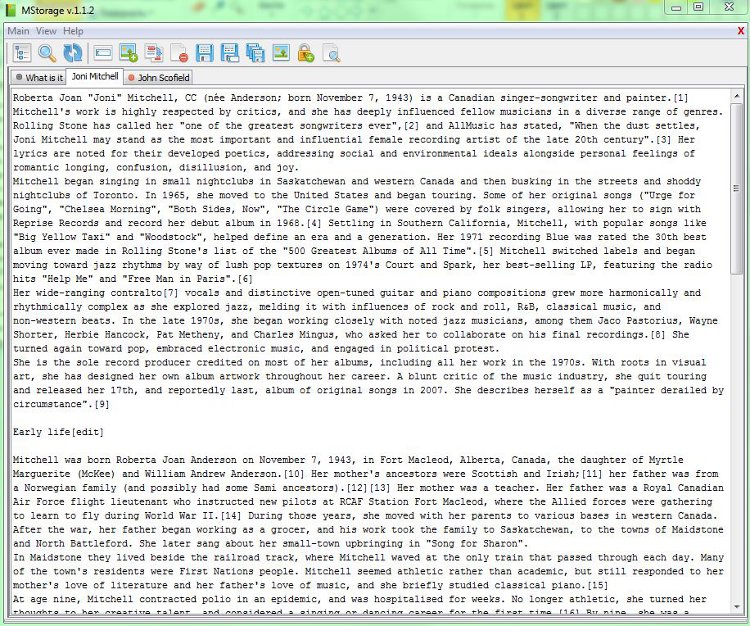 MStorage v.1.1.2
Main View Help X
What is it Joni Mitchell John Scofield
Roberta Joan "Joni" Mitchell, CC (née Anderson; born November 7, 1943) is a Canadian singer-songwriter and painter.[1]
Mitchell's work is highly respected by critics, and she has deeply influenced fellow musicians in a diverse range of genres.
Rolling Stone has called her "one of the greatest songwriters ever",[2] and AllMusic has stated, "When the dust settles,
Joni Mitchell may stand as the most important and influential female recording artist of the late 20th century".[3] Her
lyrics are noted for their developed poetics, addressing social and environmental ideals alongside personal feelings of
romantic longing, confusion, disillusion, and joy.
Mitchell began singing in small nightclubs in Saskatchewan and western Canada and then busking in the streets and shoddy
nightclubs of Toronto. In 1965, she moved to the United States and began touring. Some of her original songs ("Urge for
Going", "Chelsea Morning", "Both Sides, Now", "The Circle Game") were covered by folk singers, allowing her to sign with
Reprise Records and record her debut album in 1968.[4] Settling in Southern California, Mitchell, with popular songs like
"Big Yellow Taxi" and "Woodstock", helped define an era and a generation. Her 1971 recording Blue was rated the 30th best
album ever made in Rolling Stone's list of the "500 Greatest Albums of All Time".[5] Mitchell switched labels and began
moving toward jazz rhythms by way of lush pop textures on 1974's Court and Spark, her best-selling LP, featuring the radio
hits "Help Me" and "Free Man in Paris".[6]
Her wide-ranging contralto[7] vocals and distinctive open-tuned guitar and piano compositions grew more harmonically and
rhythmically complex as she explored jazz, melding it with influences of rock and roll, R&B, classical music, and
non-western beats. In the late 1970s, she began working closely with noted jazz musicians, among them Jaco Pastorius, Wayne
Shorter, Herbie Hancock, Pat Metheny, and Charles Mingus, who asked her to collaborate on his final recordings.[8] She
turned again toward pop, embraced electronic music, and engaged in political protest.
She is the sole record producer credited on most of her albums, including all her work in the 1970s. With roots in visual
art, she has designed her own album artwork throughout her career. A blunt critic of the music industry, she quit touring
and released her 17th, and reportedly last, album of original songs in 2007. She describes herself as a "painter derailed by
circumstance".[9]
Early life[edit]
Mitchell was born Roberta Joan Anderson on November 7, 1943, in Fort Macleod, Alberta, Canada, the daughter of Myrtle
Marguerite (McKee) and William Andrew Anderson.[10] Her mother's ancestors were Scottish and Irish;[11] her father was from
a Norwegian family (and possibly had some Sami ancestors).[12][13] Her mother was a teacher. Her father was a Royal Canadian
Air Force flight lieutenant who instructed new pilots at RCAF Station Fort Macleod, where the Allied forces were gathering
to learn to fly during World War II.[14] During those years, she moved with her parents to various bases in western Canada.
After the war, her father began working as a grocer, and his work took the family to Saskatchewan, to the towns of Maidstone
and North Battleford. She later sang about her small-town upbringing in "Song for Sharon".
In Maidstone they lived beside the railroad track, where Mitchell waved at the only train that passed through each day. Many
of the town's residents were First Nations people. Mitchell seemed athletic rather than academic, but still responded to her
mother's love of literature and her father's love of music, and she briefly studied classical piano.[15]
At age nine, Mitchell contracted polio in an epidemic, and was hospitalised for weeks. No longer athletic, she turned her
thoughts to her creative talent, and considered a singing or dancing career for the first time.[16] By nine, she was a